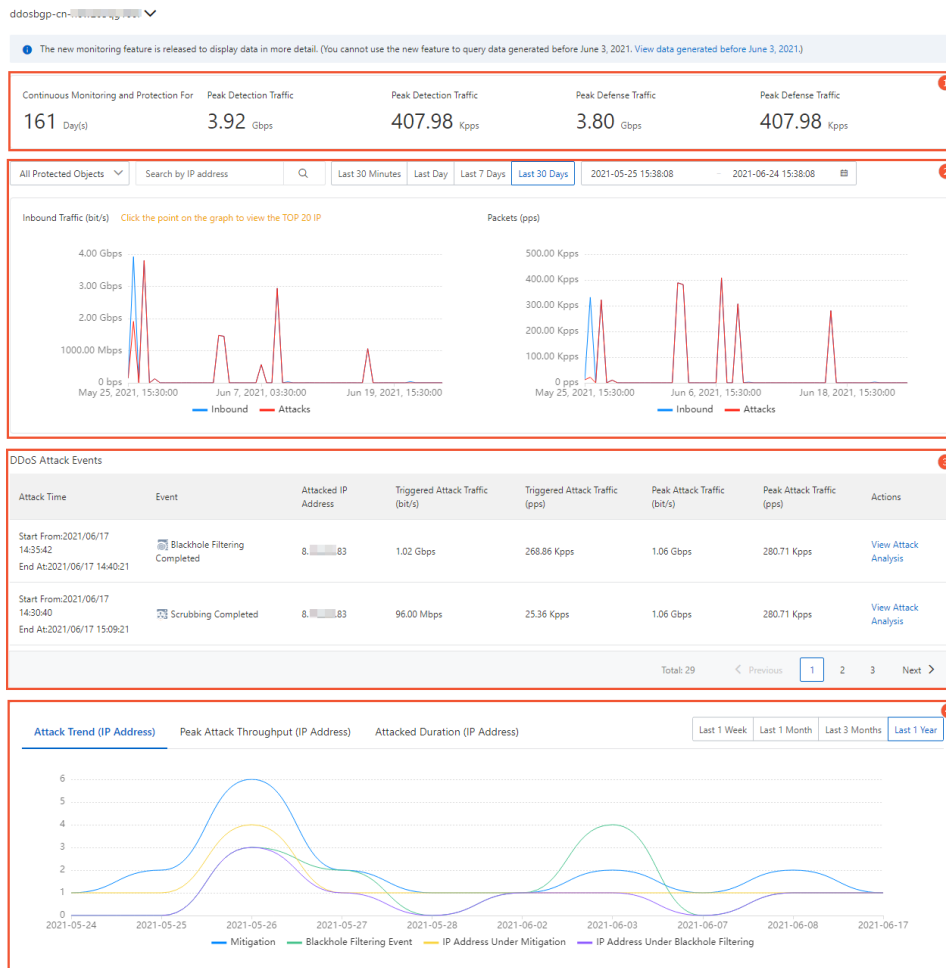 ddosbgp-cn-
The new monitoring feature is released to display data in more detail. (You cannot use the new feature to query data generated before June 3, 2021. View data generated before June 3, 2021.)
Continuous Monitoring and Protection For Peak Detection Traffic Peak Detection Traffic Peak Defense Traffic Peak Defense Traffic
161 Day(s) 3.92 Gbps 407.98 Kpps 3.80 Gbps 407.98 Kpps
All Protected Objects Search by IP address Last 30 Minutes Last Day Last 7 Days Last 30 Days 2021-05-25 15:38:08 - 2021-06-24 15:38:08
Inbound Traffic (bit/s) Click the point on the graph to view the TOP 20 IP
4.00 Gbps
3.00 Gbps
2.00 Gbps
1000.00 Mbps
0 bps
May 25, 2021, 15:30:00 Jun 7, 2021, 03:30:00 Jun 19, 2021, 15:30:00
Inbound Attacks
Packets (pps)
500.00 Kpps
400.00 Kpps
300.00 Kpps
200.00 Kpps
100.00 Kpps
0 pps
May 25, 2021, 15:30:00 Jun 6, 2021, 15:30:00 Jun 18, 2021, 15:30:00
Inbound Attacks
DDoS Attack Events
Attack Time Event Attacked IP Address Triggered Attack Traffic (bit/s) Triggered Attack Traffic (pps) Peak Attack Traffic (bit/s) Peak Attack Traffic (pps) Actions
Start From:2021/06/17 14:35:42
End At:2021/06/17 14:40:21
Blackhole Filtering Completed
8. .83 1.02 Gbps 268.86 Kpps 1.06 Gbps 280.71 Kpps View Attack Analysis
Start From:2021/06/17 14:30:40
End At:2021/06/17 15:09:21
Scrubbing Completed
8. .83 96.00 Mbps 25.36 Kpps 1.06 Gbps 280.71 Kpps View Attack Analysis
Total: 29 Previous 1 2 3 Next
Attack Trend (IP Address) Peak Attack Throughput (IP Address) Attacked Duration (IP Address) Last 1 Week Last 1 Month Last 3 Months Last 1 Year
6
5
4
3
2
1
0
2021-05-24 2021-05-25 2021-05-26 2021-05-27 2021-05-28 2021-06-02 2021-06-03 2021-06-07 2021-06-08 2021-06-17
Mitigation Blackhole Filtering Event IP Address Under Mitigation IP Address Under Blackhole Filtering